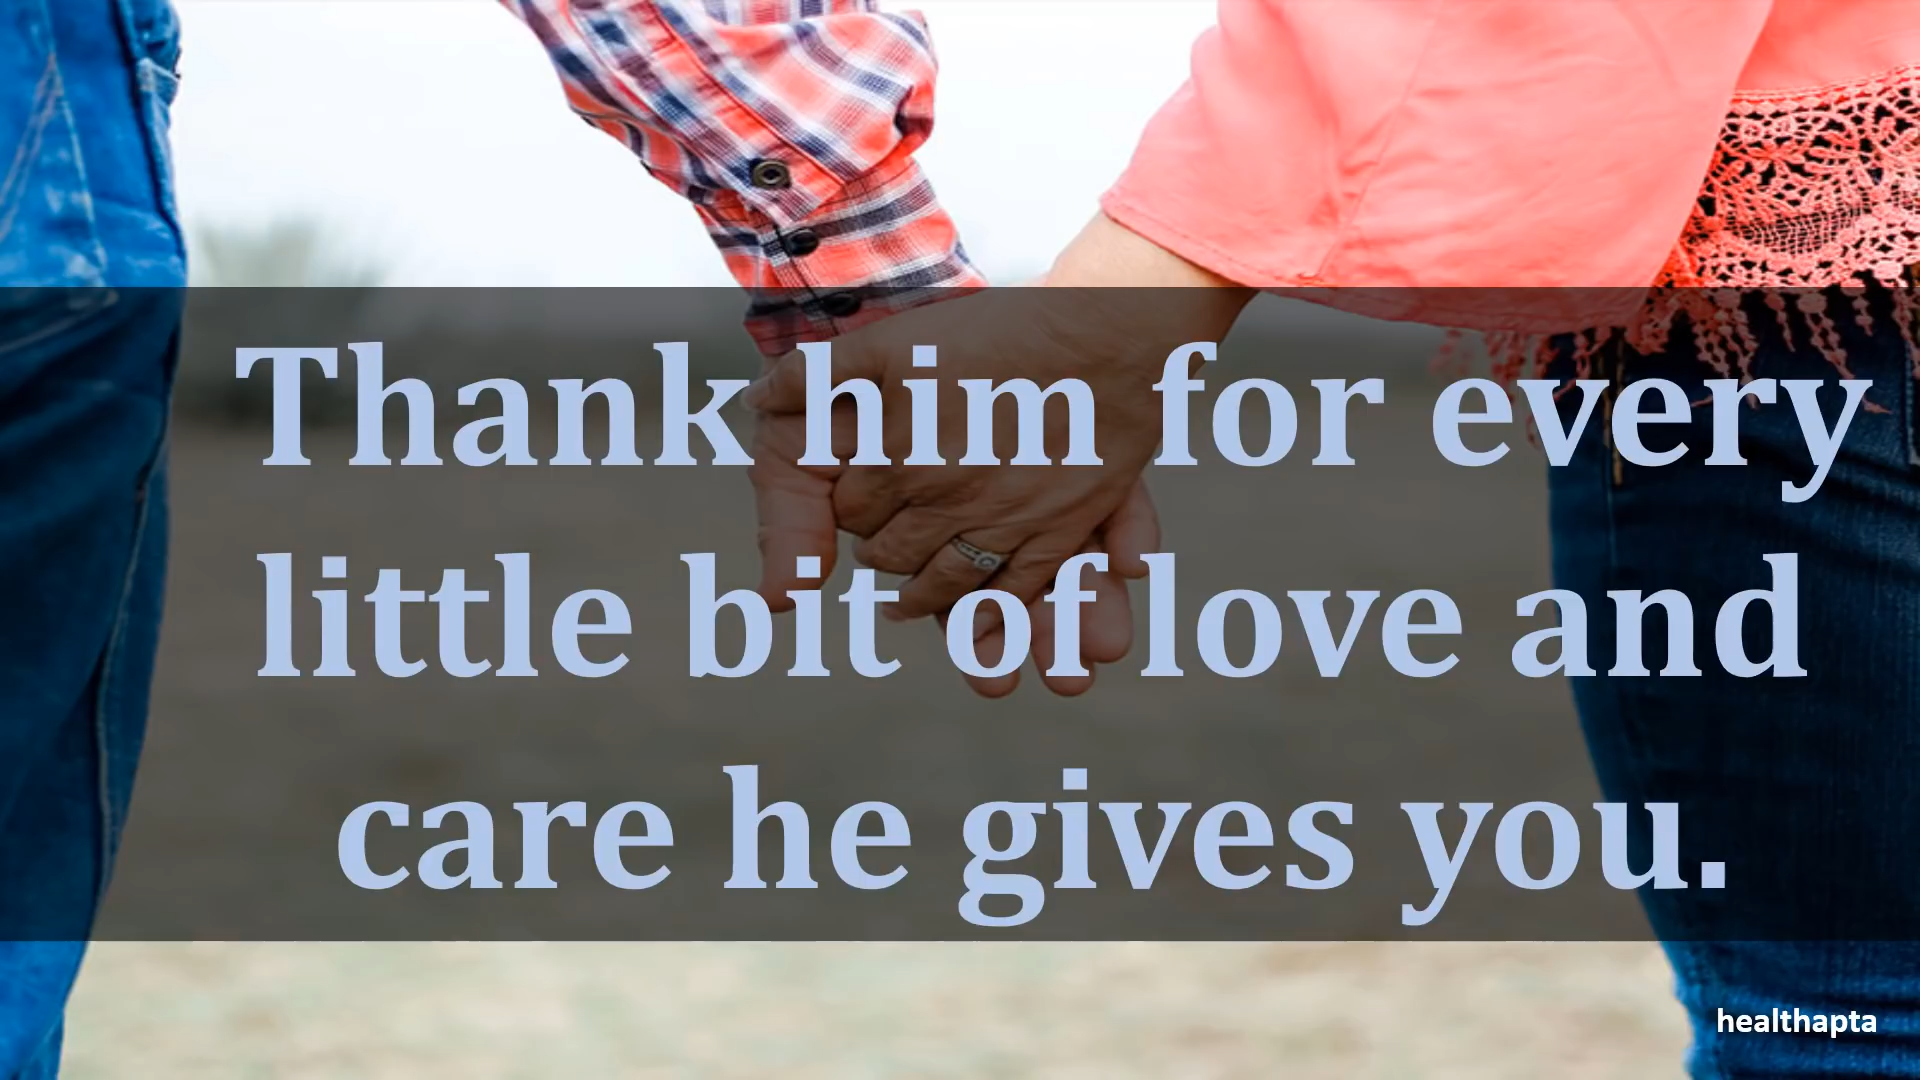 Thank him for every
little bit of love and
care he gives you.
healthapta